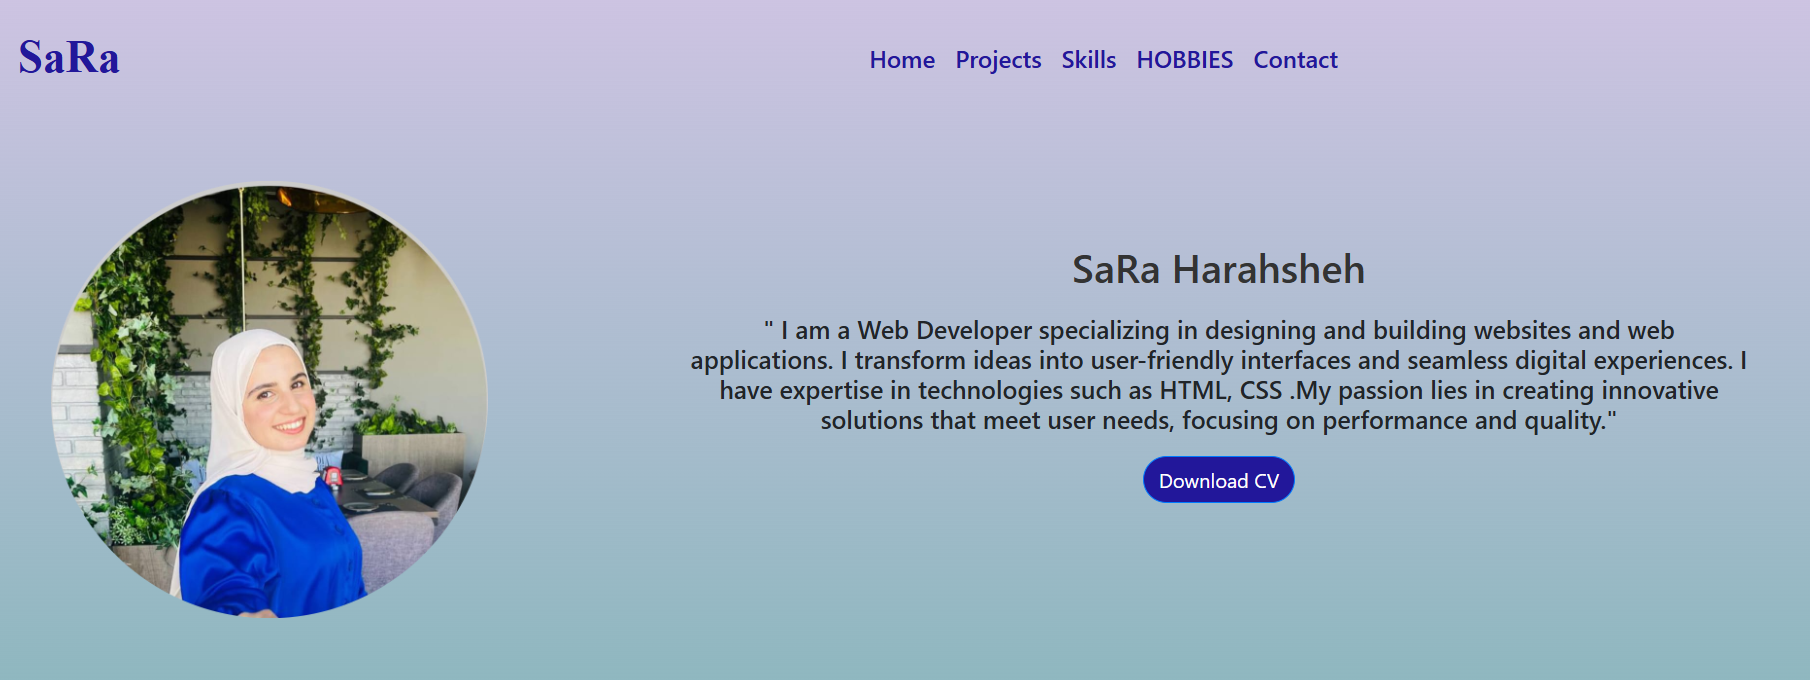 SaRa
Home Projects Skills HOBBIES Contact
SaRa Harahsheh
" I am a Web Developer specializing in designing and building websites and web
applications. I transform ideas into user-friendly interfaces and seamless digital experiences. I
have expertise in technologies such as HTML, CSS .My passion lies in creating innovative
solutions that meet user needs, focusing on performance and quality."
Download CV